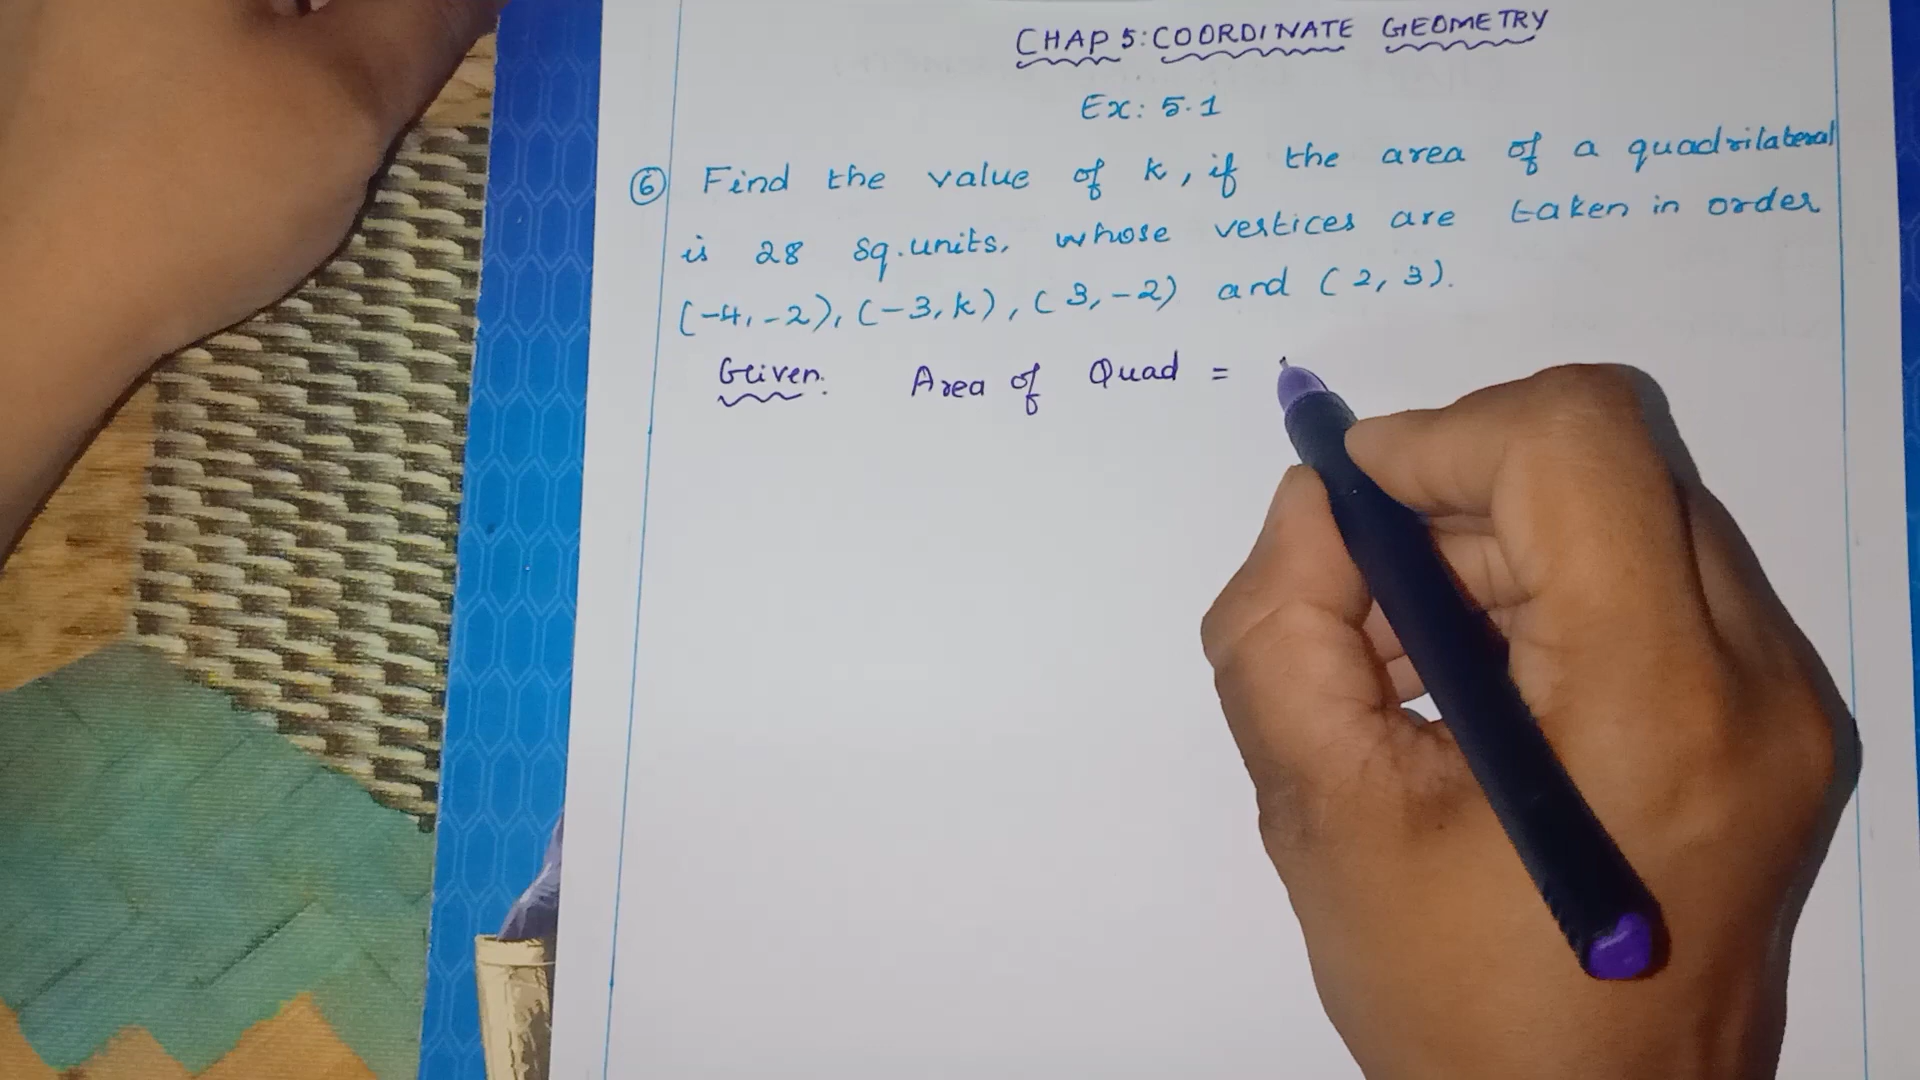 CHAP 5: COORDINATE GEOMETRY
Ex: 5.1
6 Find the value of k, if the area of a quadrilateral
is 28 sq.units, whose vertices are taken in order
(-4, -2), (-3, k), (3, -2) and (2, 3).
Given: Area of Quad =